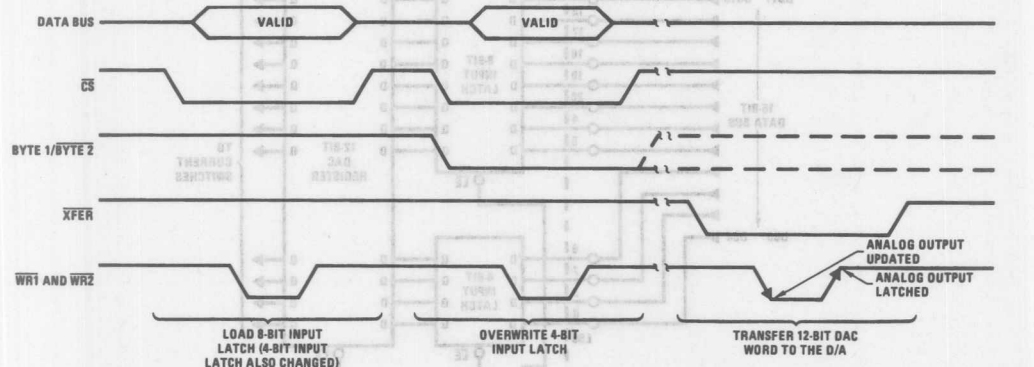 DATA BUS
VALID
VALID
CS
BYTE 1/BYTE 2
XFER
WR1 AND WR2
ANALOG OUTPUT
UPDATED
ANALOG OUTPUT
LATCHED
LOAD 8-BIT INPUT
LATCH (4-BIT INPUT
LATCH ALSO CHANGED)
OVERWRITE 4-BIT
INPUT LATCH
TRANSFER 12-BIT DAC
WORD TO THE D/A